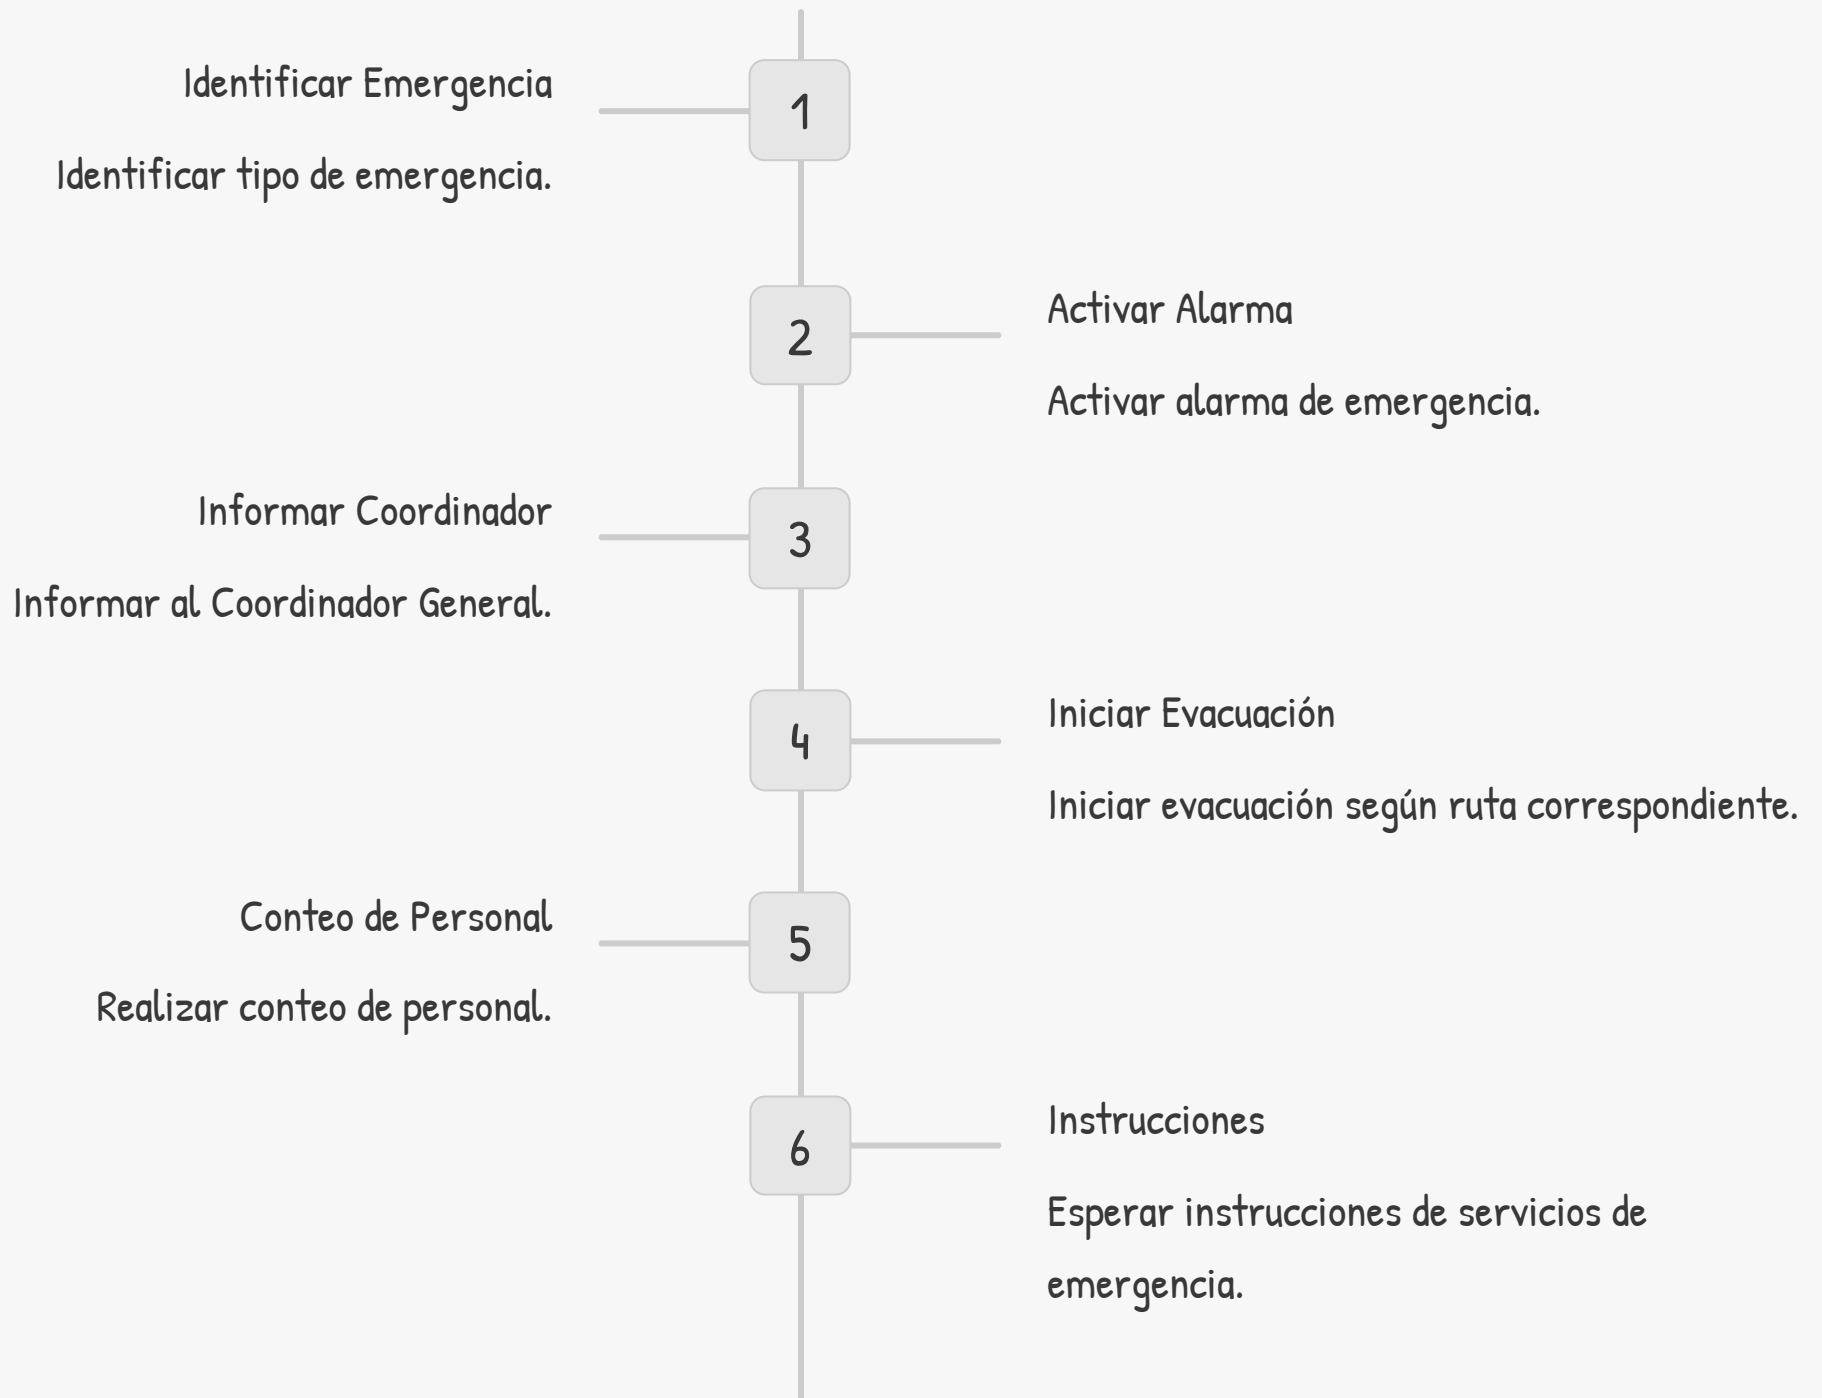 1
Identificar Emergencia
Identificar tipo de emergencia.
2
Activar Alarma
Activar alarma de emergencia.
3
Informar Coordinador
Informar al Coordinador General.
4
Iniciar Evacuación
Iniciar evacuación según ruta correspondiente.
5
Conteo de Personal
Realizar conteo de personal.
6
Instrucciones
Esperar instrucciones de servicios de
emergencia.